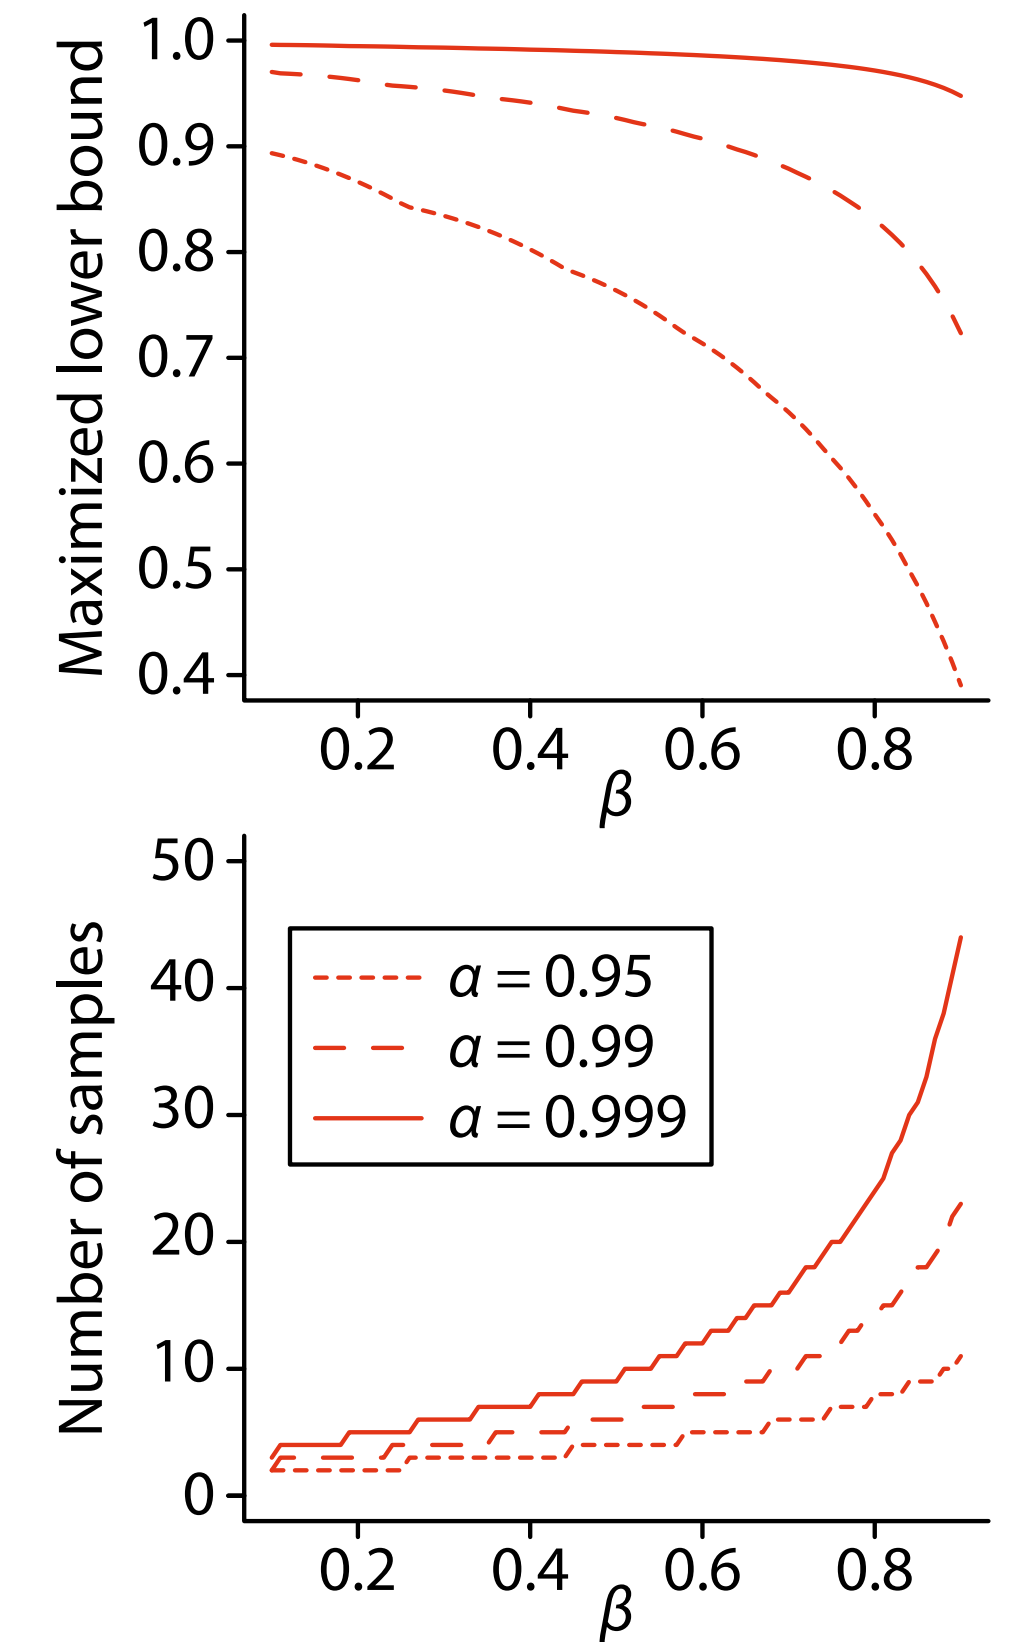 Maximized lower bound
1.0
0.9
0.8
0.7
0.6
0.5
0.4
0.2 0.4 0.6 0.8
β
Number of samples
50
40
30
20
10
0
α = 0.95
α = 0.99
α = 0.999
0.2 0.4 0.6 0.8
β